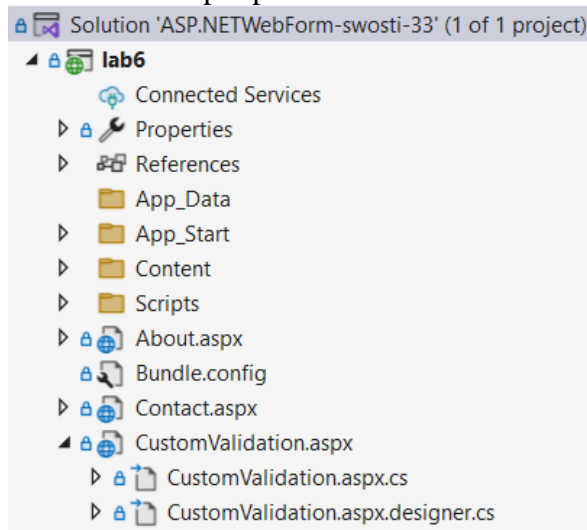 Solution 'ASP.NETWebForm-swosti-33' (1 of 1 project)
lab6
Connected Services
Properties
References
App_Data
App_Start
Content
Scripts
About.aspx
Bundle.config
Contact.aspx
CustomValidation.aspx
CustomValidation.aspx.cs
CustomValidation.aspx.designer.cs